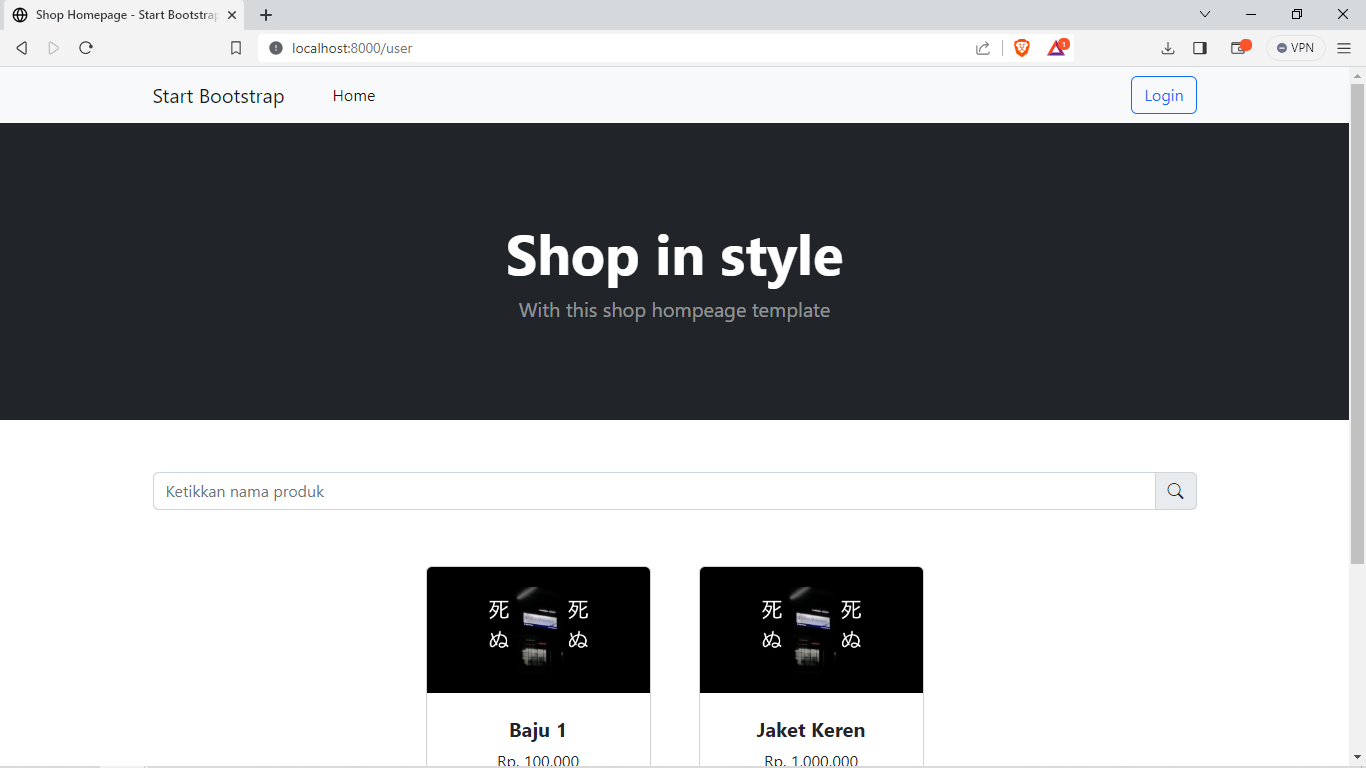 Shop Homepage - Start Bootstrap
localhost:8000/user
1
VPN
Start Bootstrap
Home
Login
Shop in style
With this shop hompeage template
Ketikkan nama produk
死 死
ぬ ぬ
死 死
ぬ ぬ
Baju 1
Jaket Keren
Rp. 100.000
Rp. 1.000.000